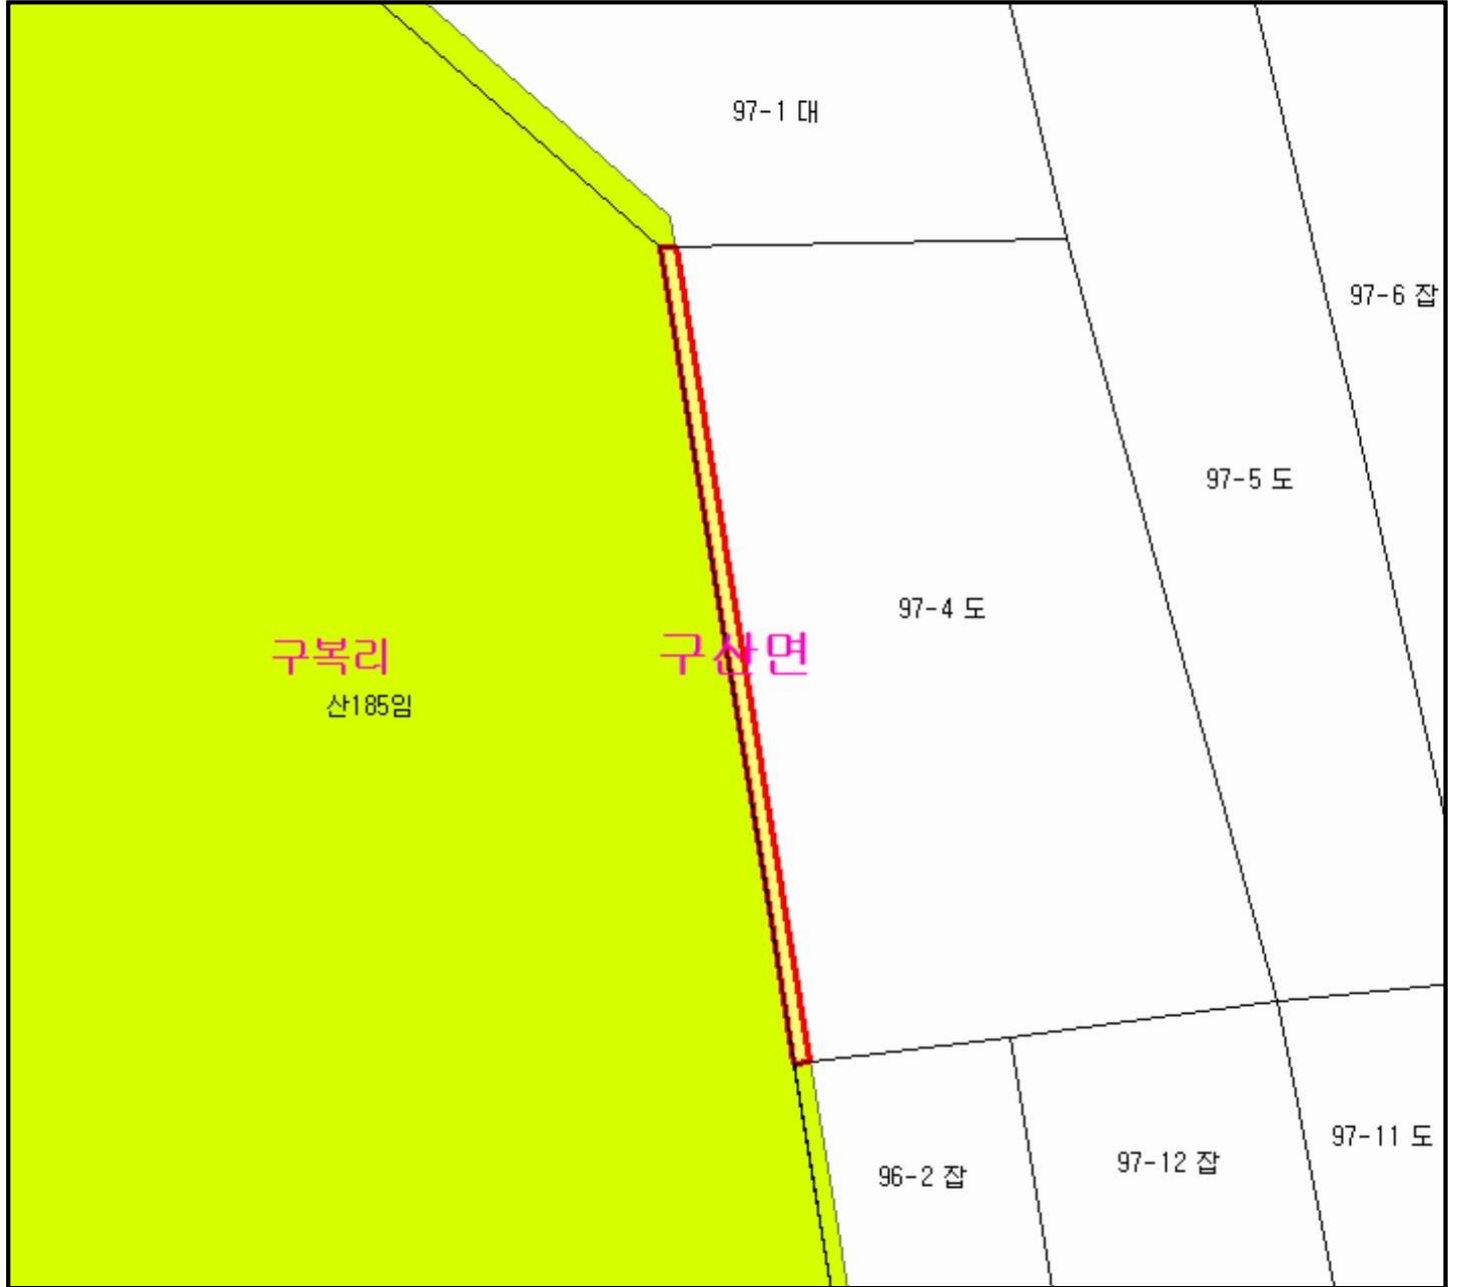 97-1 대
97-6 잡
97-5 도
97-4 도
구복리
구산면
산185임
97-11 도
97-12 잡
96-2 잡